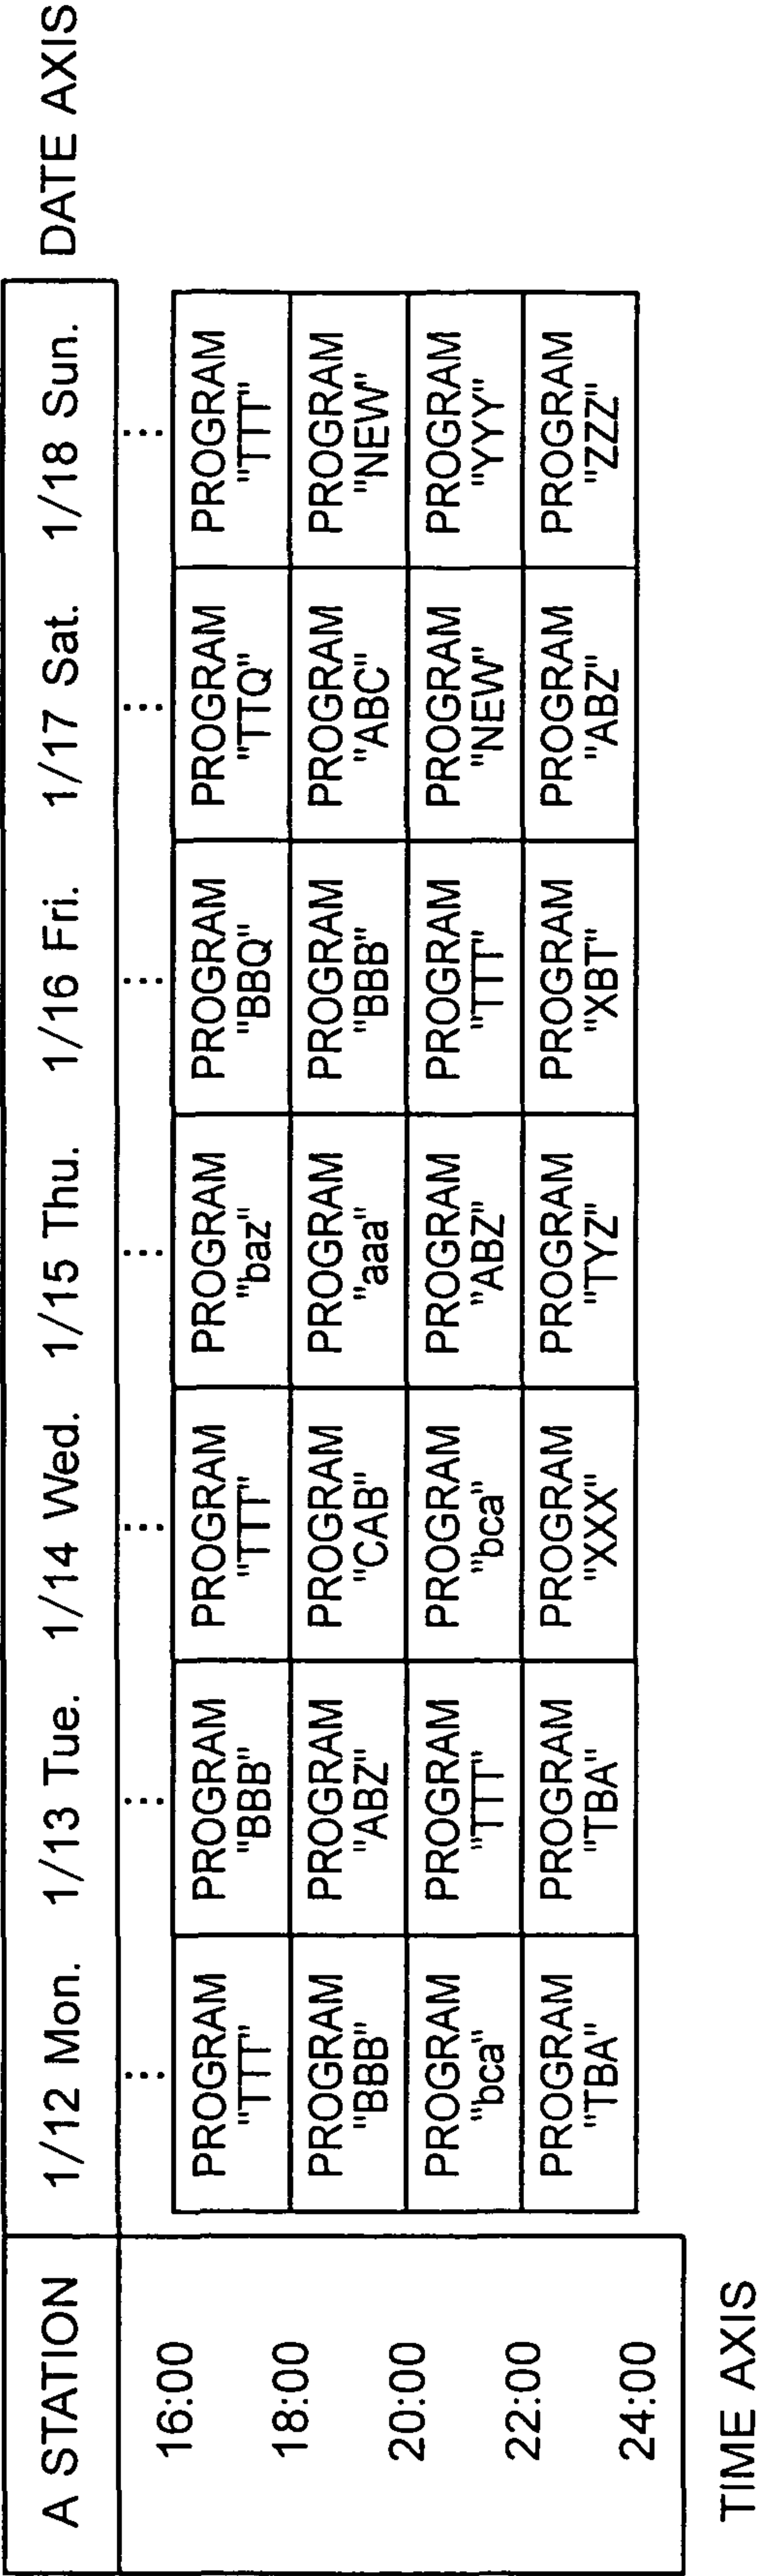 DATE AXIS
A STATION 1/12 Mon. 1/13 Tue. 1/14 Wed. 1/15 Thu. 1/16 Fri. 1/17 Sat. 1/18 Sun.
... ... ... ... ... ... ...
16:00
PROGRAM PROGRAM PROGRAM PROGRAM PROGRAM PROGRAM PROGRAM
"TTT" "BBB" "TTT" "baz" "BBQ" "TTQ" "TTT"
18:00
PROGRAM PROGRAM PROGRAM PROGRAM PROGRAM PROGRAM PROGRAM
"BBB" "ABZ" "CAB" "aaa" "BBB" "ABC" "NEW"
20:00
PROGRAM PROGRAM PROGRAM PROGRAM PROGRAM PROGRAM PROGRAM
"bca" "TTT" "bca" "ABZ" "TTT" "NEW" "YYY"
22:00
PROGRAM PROGRAM PROGRAM PROGRAM PROGRAM PROGRAM PROGRAM
"TBA" "TBA" "XXX" "TYZ" "XBT" "ABZ" "ZZZ"
24:00
TIME AXIS